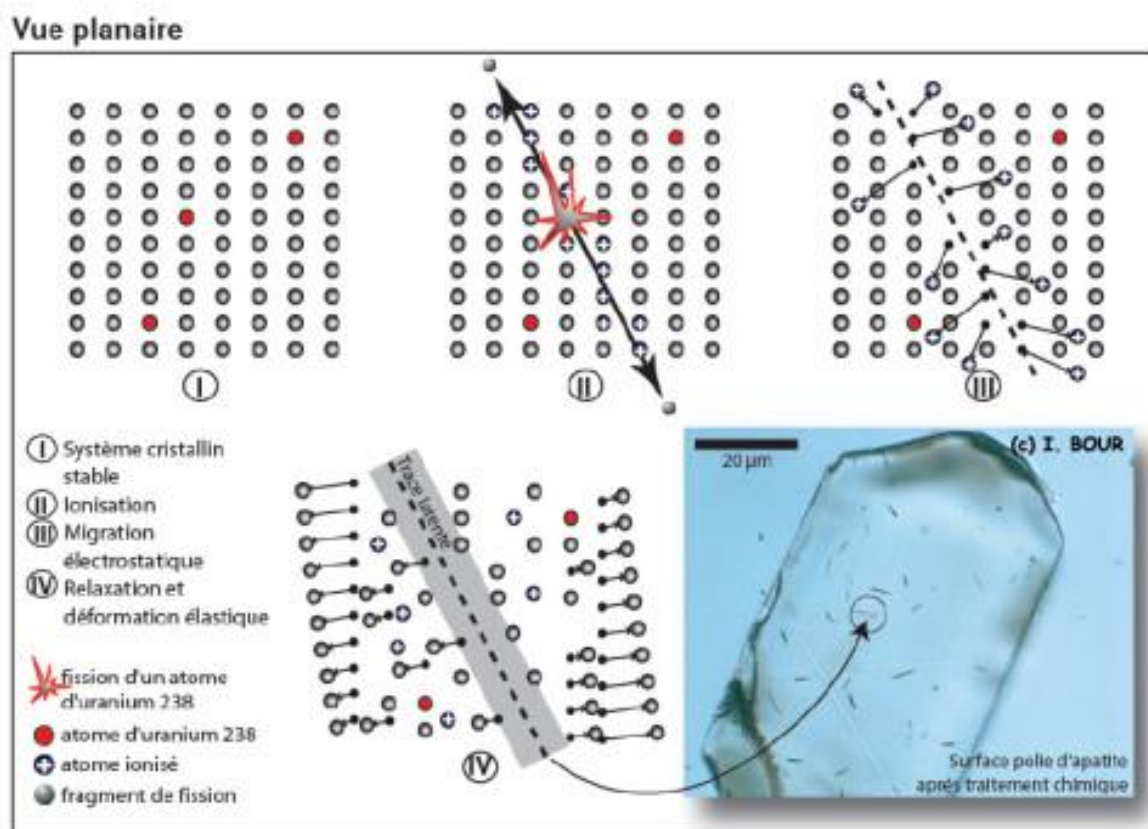 Vue planaire
I
II
III
I Système cristallin
stable
II Ionisation
III Migration
électrostatique
IV Relaxation et
déformation élastique
fission d'un atome
d'uranium 238
atome d'uranium 238
atome ionisé
fragment de fission
Trace latente
IV
20 µm
(c) I. BOUR
Surface polie d'apatite
après traitement chimique